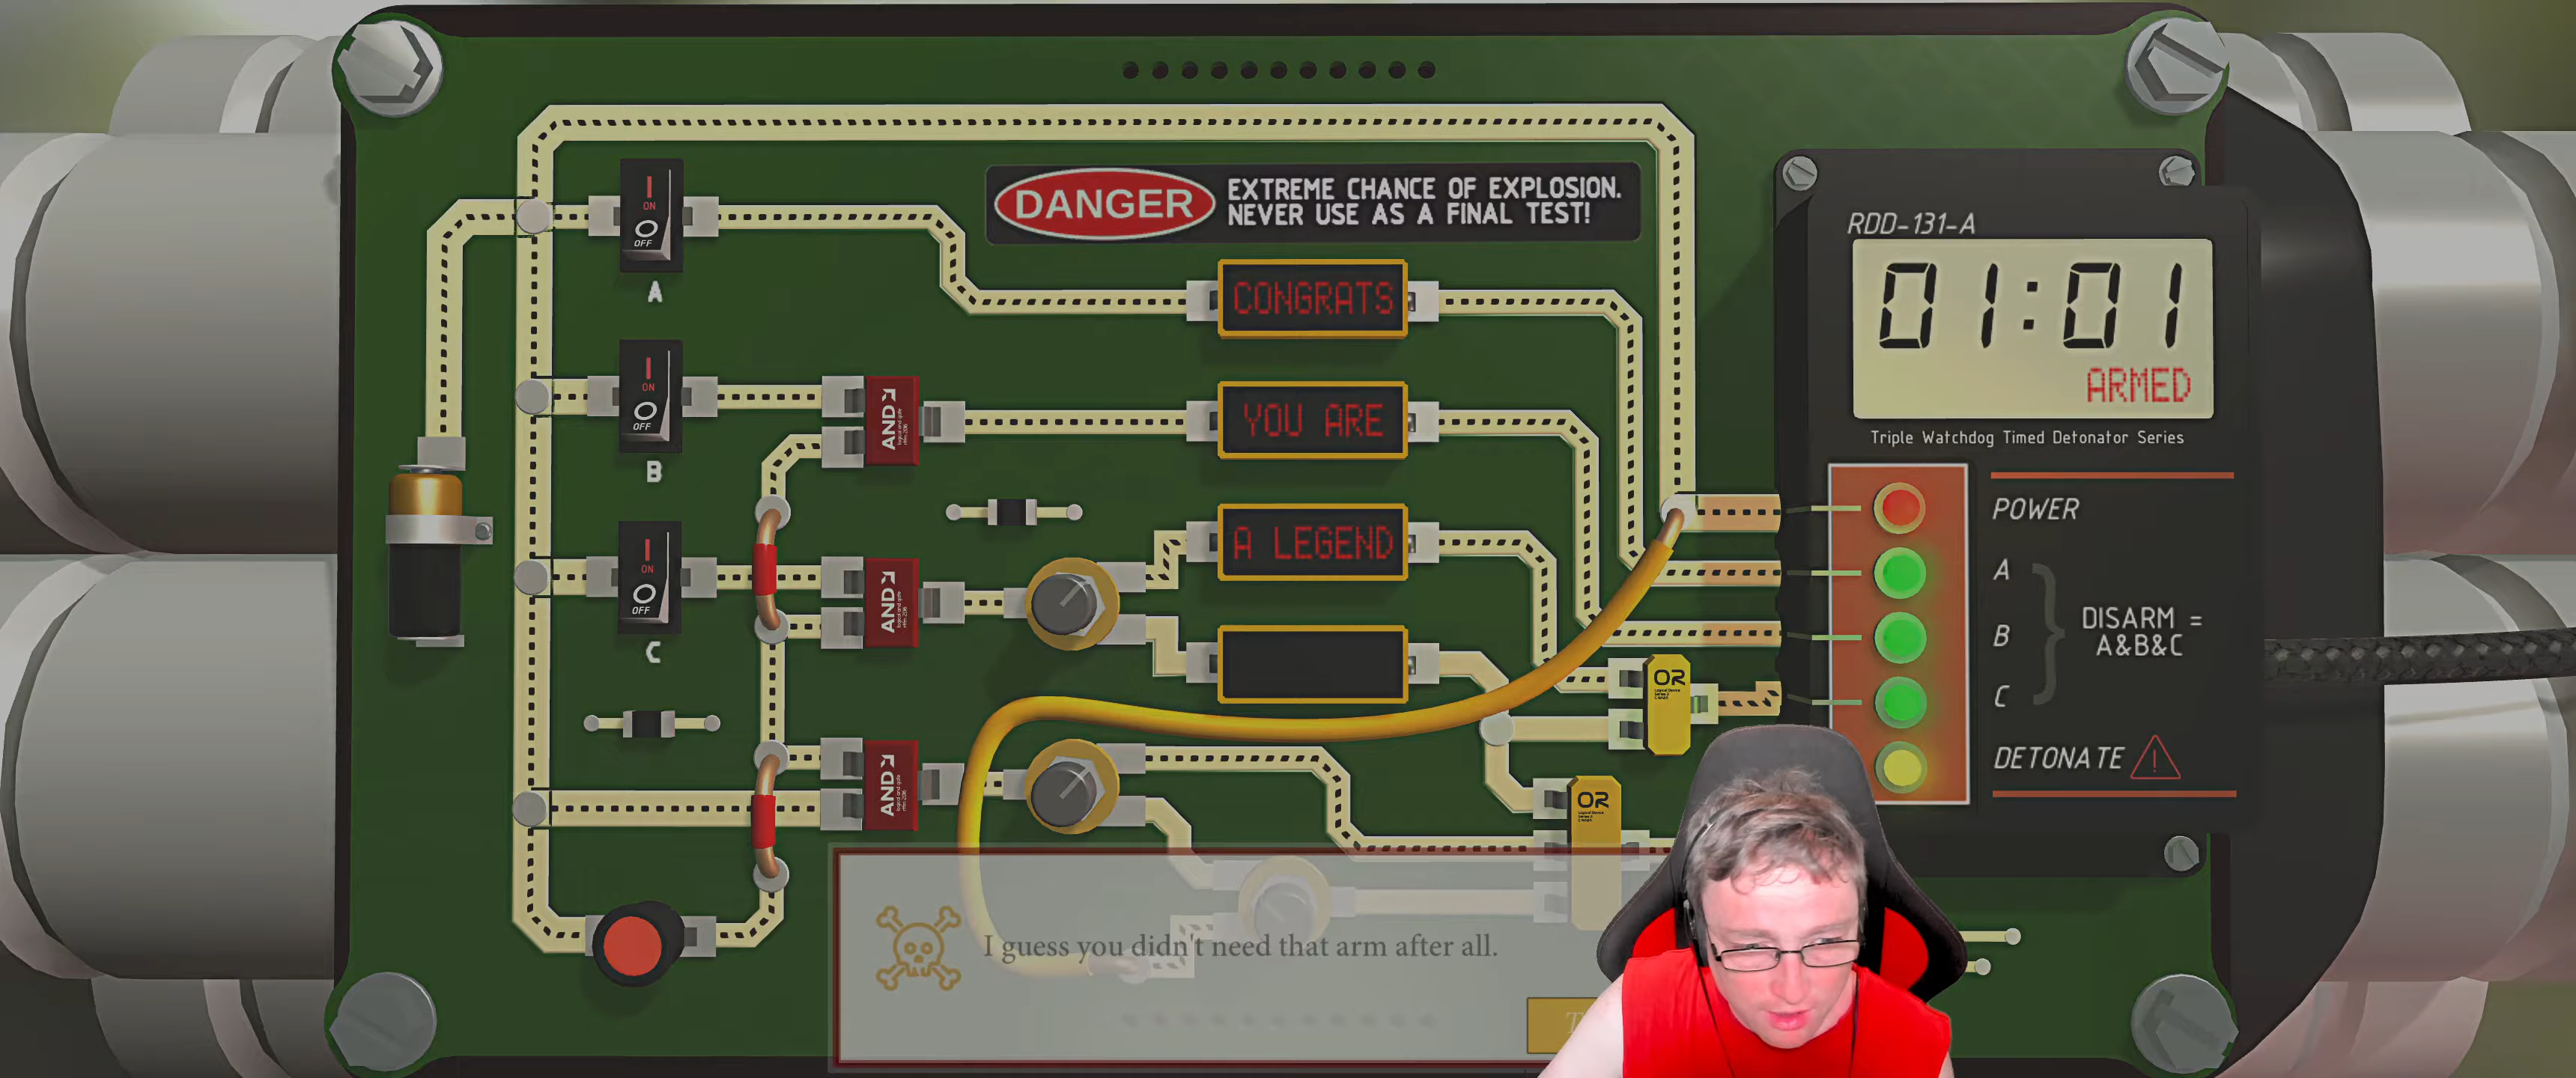 DANGER
EXTREME CHANCE OF EXPLOSION.
NEVER USE AS A FINAL TEST!
ON
OFF
A
ON
OFF
B
ON
OFF
C
AND
AND
AND
CONGRATS
YOU ARE
A LEGEND
OR
OR
RDD-131-A
01:01
ARMED
Triple Watchdog Timed Detonator Series
POWER
A
B
C
DISARM =
A&B&C
DETONATE
I guess you didn't need that arm after all.